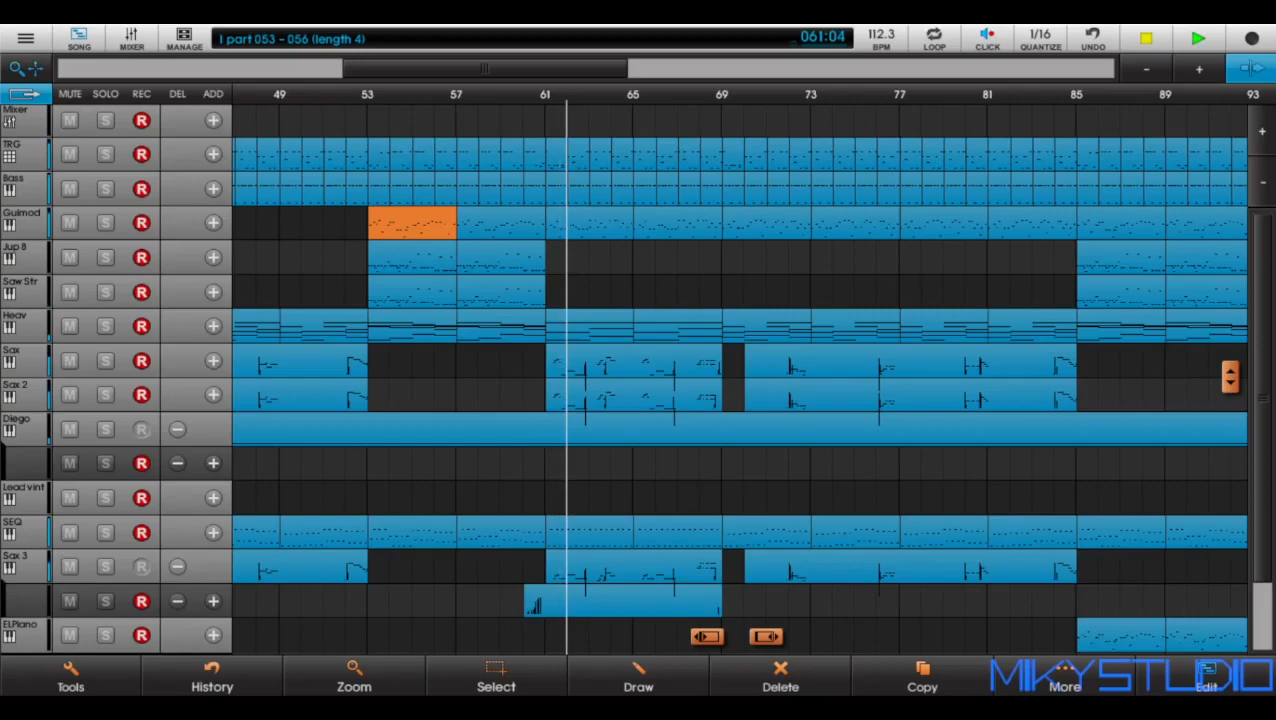 SONG MIXER MANAGE 1 part 053 - 056 (length 4) 061:04 112.3 BPM LOOP CLICK 1/16 QUANTIZE UNDO
- +
MUTE SOLO REC DEL ADD 49 53 57 61 65 69 73 77 81 85 89 93
Mixer M S R +
TRG M S R +
Bass M S R +
Guimod M S R +
Jup 8 M S R +
Saw Str M S R +
Heav M S R +
Sax M S R +
Sax 2 M S R +
Diego M S R -
M S R - +
Lead vint M S R +
SEQ M S R +
Sax 3 M S R -
M S R - +
ELPiano M S R +
Tools History Zoom Select Draw Delete Copy More Edit
MIKYSTUDIO